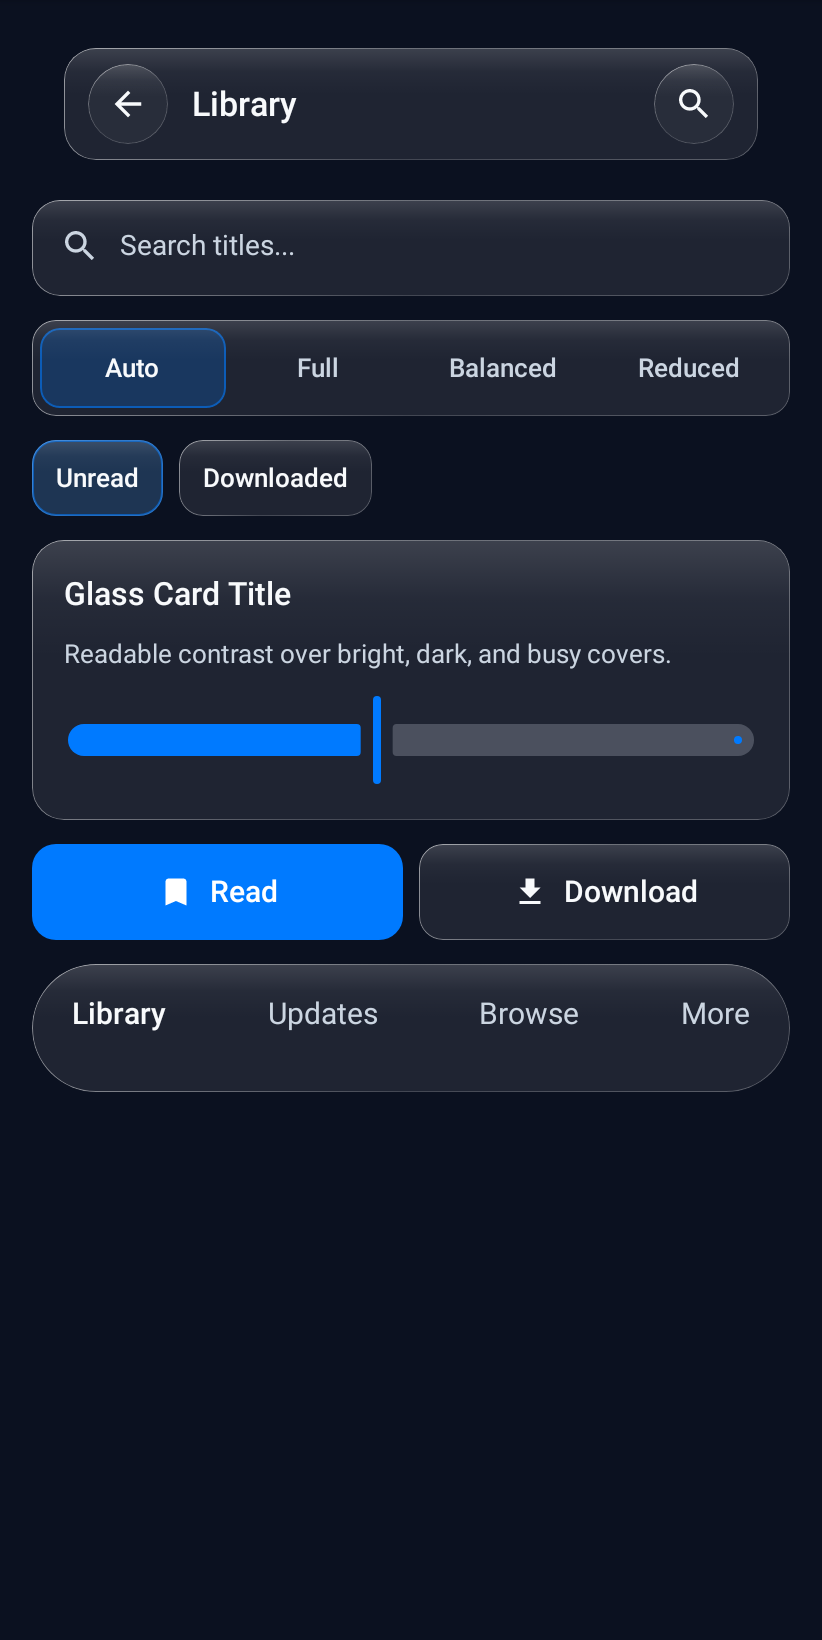 Library
Search titles...
Auto Full Balanced Reduced
Unread Downloaded
Glass Card Title
Readable contrast over bright, dark, and busy covers.
Read Download
Library Updates Browse More